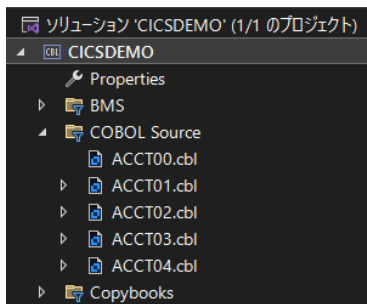 ソリューション 'CICSDEMO' (1/1 のプロジェクト)
CBL CICSDEMO
Properties
BMS
COBOL Source
ACCT00.cbl
ACCT01.cbl
ACCT02.cbl
ACCT03.cbl
ACCT04.cbl
Copybooks